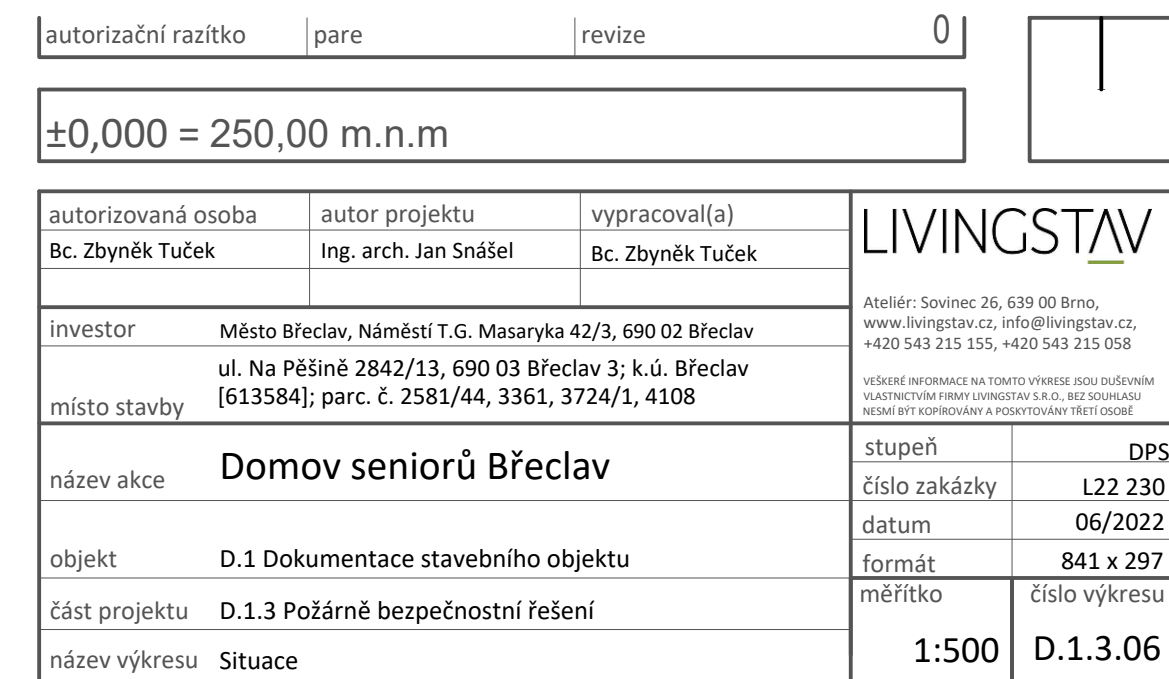 autorizační razítko pare revize 0
±0,000 = 250,00 m.n.m
autorizovaná osoba autor projektu vypracoval(a)
Bc. Zbyněk Tuček Ing. arch. Jan Snášel Bc. Zbyněk Tuček
LIVINGSTAV
Ateliér: Sovinec 26, 639 00 Brno,
www.livingstav.cz, info@livingstav.cz,
+420 543 215 155, +420 543 215 058
VEŠKERÉ INFORMACE NA TOMTO VÝKRESE JSOU DUŠEVNÍM
VLASTNICTVÍM FIRMY LIVINGSTAV S.R.O., BEZ SOUHLASU
NESMÍ BÝT KOPÍROVÁNY A POSKYTOVÁNY TŘETÍ OSOBĚ
investor Město Břeclav, Náměstí T.G. Masaryka 42/3, 690 02 Břeclav
místo stavby ul. Na Pěšině 2842/13, 690 03 Břeclav 3; k.ú. Břeclav
[613584]; parc. č. 2581/44, 3361, 3724/1, 4108
název akce Domov seniorů Břeclav
objekt D.1 Dokumentace stavebního objektu
část projektu D.1.3 Požárně bezpečnostní řešení
název výkresu Situace
stupeň DPS
číslo zakázky L22 230
datum 06/2022
formát 841 x 297
měřítko číslo výkresu
1:500 D.1.3.06